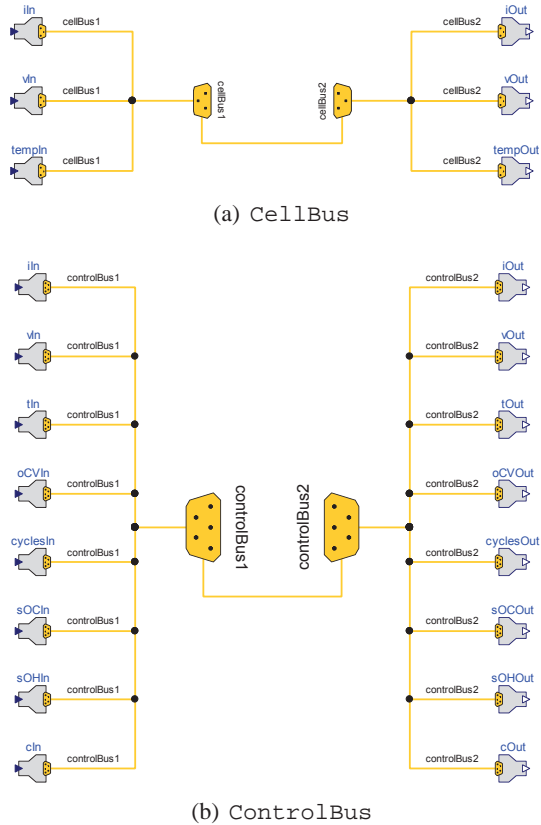 iIn
cellBus1
cellBus2
iOut
vIn
cellBus1
cellBus1
cellBus2
cellBus2
vOut
tempIn
cellBus1
cellBus2
tempOut
(a) CellBus
iIn
controlBus1
controlBus2
iOut
vIn
controlBus1
controlBus2
vOut
tIn
controlBus1
controlBus2
tOut
oCVIn
controlBus1
controlBus2
oCVOut
controlBus1
controlBus2
cyclesIn
controlBus1
controlBus2
cyclesOut
sOCIn
controlBus1
controlBus2
sOCOut
sOHIn
controlBus1
controlBus2
sOHOut
cIn
controlBus1
controlBus2
cOut
(b) ControlBus